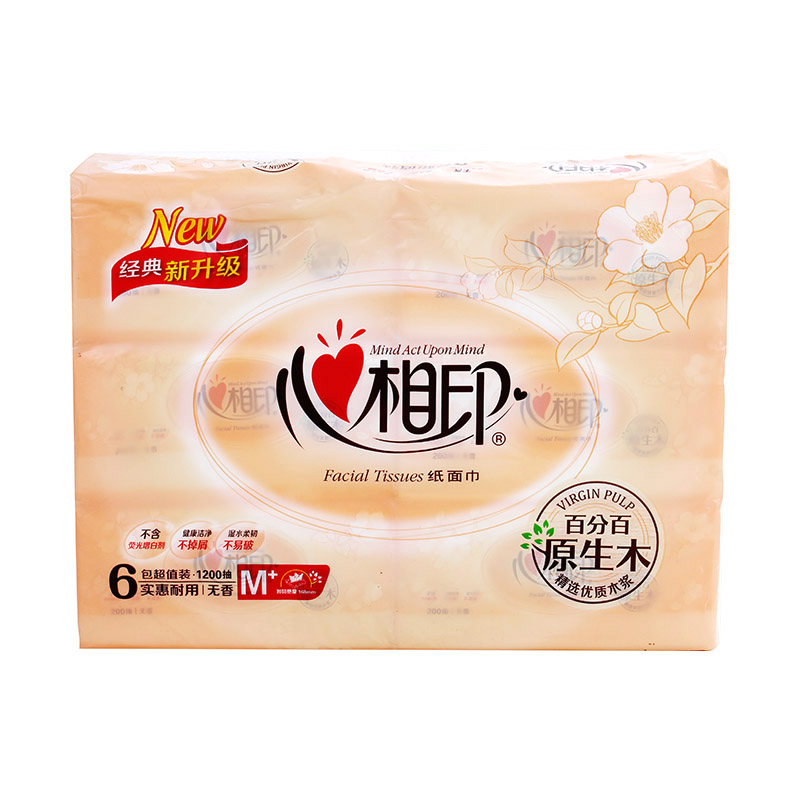 New
经典新升级
Mind Act Upon Mind
心相印®
Facial Tissues 纸面巾
不含
荧光增白剂
健康洁净
不掉屑
湿水柔韧
不易破
6包超值装·1200抽
实惠耐用|无香
M+
VIRGIN PULP
百分百
原生木
精选优质木浆